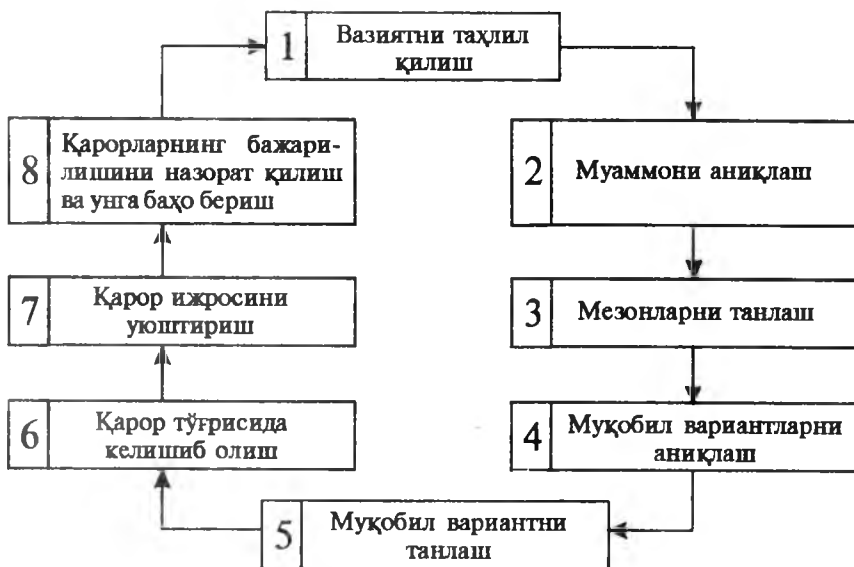 1 Вазиятни таҳлил
қилиш
2 Муаммони аниқлаш
3 Мезонларни танлаш
4 Муқобил вариантларни
аниқлаш
5 Муқобил вариантни
танлаш
6 Қарор тўғрисида
келишиб олиш
7 Қарор ижросини
уюштириш
8 Қарорларнинг бажари-
лишини назорат қилиш
ва унга баҳо бериш